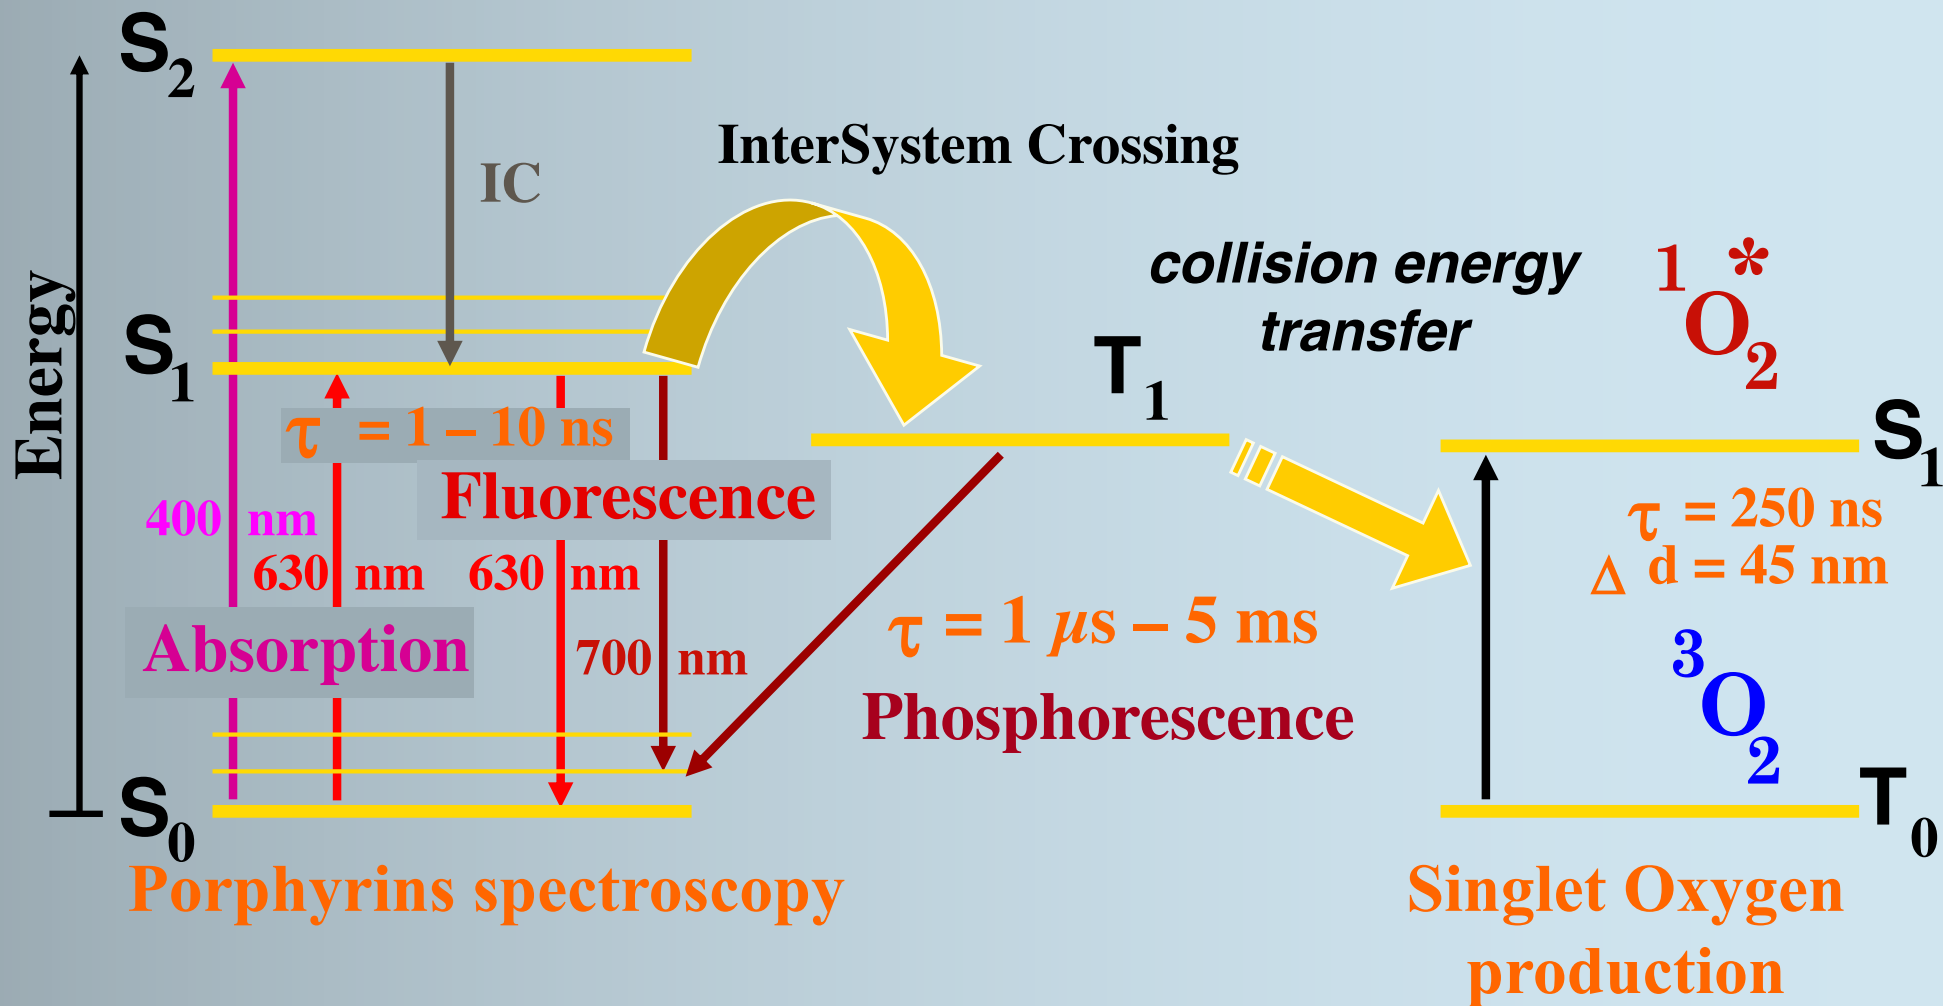 S2
InterSystem Crossing
IC
collision energy
transfer
1O2*
Energy
S1
T1
S1
τ = 1 – 10 ns
Fluorescence
400 nm
630 nm
630 nm
τ = 250 ns
Δ d = 45 nm
Absorption
700 nm
τ = 1 μs – 5 ms
Phosphorescence
3O2
S0
T0
Porphyrins spectroscopy
Singlet Oxygen
production